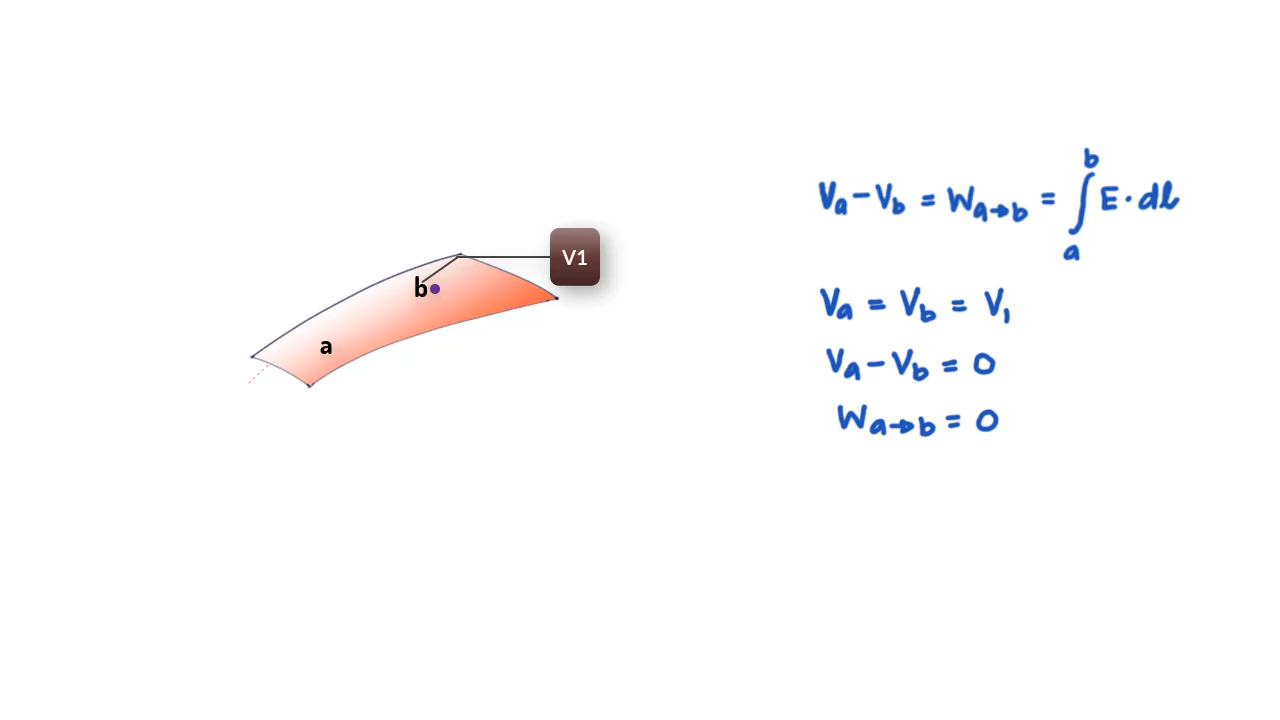 V1
b
a
Va − Vb = Wa→b = ∫ₐᵇ E · dl
Va = Vb = V1
Va − Vb = 0
Wa→b = 0